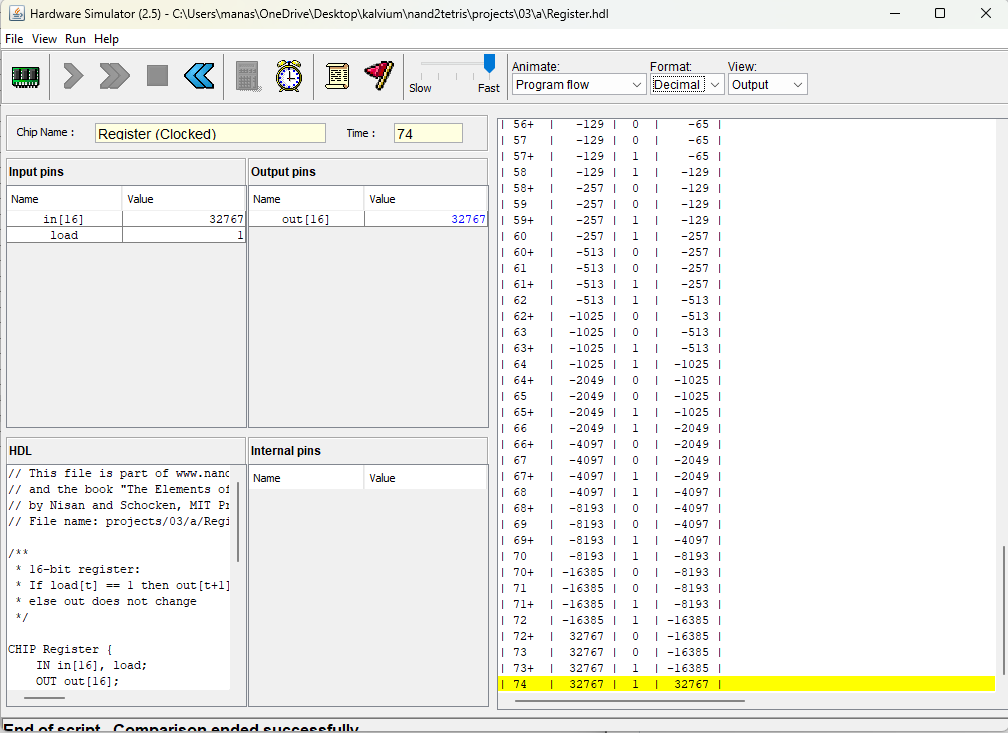 Hardware Simulator (2.5) - C:\Users\manas\OneDrive\Desktop\kalvium\nand2tetris\projects\03\a\Register.hdl
File View Run Help
Slow Fast
Animate: Format: View:
Program flow Decimal Output
Chip Name : Register (Clocked) Time : 74
Input pins
Name Value
in[16] 32767
load 1
Output pins
Name Value
out[16] 32767
HDL
// This file is part of www.nand
// and the book "The Elements of
// by Nisan and Schocken, MIT Pr
// File name: projects/03/a/Regi
/**
* 16-bit register:
* If load[t] == 1 then out[t+1]
* else out does not change
*/
CHIP Register {
IN in[16], load;
OUT out[16];
Internal pins
Name Value
| 56+ | -129 | 0 | -65 |
| 57 | -129 | 0 | -65 |
| 57+ | -129 | 1 | -65 |
| 58 | -129 | 1 | -129 |
| 58+ | -257 | 0 | -129 |
| 59 | -257 | 0 | -129 |
| 59+ | -257 | 1 | -129 |
| 60 | -257 | 1 | -257 |
| 60+ | -513 | 0 | -257 |
| 61 | -513 | 0 | -257 |
| 61+ | -513 | 1 | -257 |
| 62 | -513 | 1 | -513 |
| 62+ | -1025 | 0 | -513 |
| 63 | -1025 | 0 | -513 |
| 63+ | -1025 | 1 | -513 |
| 64 | -1025 | 1 | -1025 |
| 64+ | -2049 | 0 | -1025 |
| 65 | -2049 | 0 | -1025 |
| 65+ | -2049 | 1 | -1025 |
| 66 | -2049 | 1 | -2049 |
| 66+ | -4097 | 0 | -2049 |
| 67 | -4097 | 0 | -2049 |
| 67+ | -4097 | 1 | -2049 |
| 68 | -4097 | 1 | -4097 |
| 68+ | -8193 | 0 | -4097 |
| 69 | -8193 | 0 | -4097 |
| 69+ | -8193 | 1 | -4097 |
| 70 | -8193 | 1 | -8193 |
| 70+ | -16385 | 0 | -8193 |
| 71 | -16385 | 0 | -8193 |
| 71+ | -16385 | 1 | -8193 |
| 72 | -16385 | 1 | -16385 |
| 72+ | 32767 | 0 | -16385 |
| 73 | 32767 | 0 | -16385 |
| 73+ | 32767 | 1 | -16385 |
| 74 | 32767 | 1 | 32767 |
End of script - Comparison ended successfully